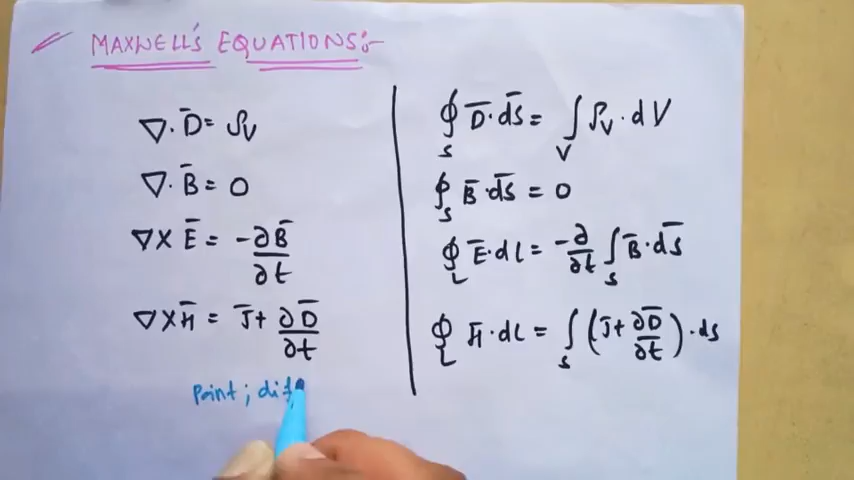 MAXWELL'S EQUATIONS:-
∇·D̄ = ρv
∇·B̄ = 0
∇×Ē = -∂B̄/∂t
∇×H̄ = J̄+ ∂D̄/∂t
Point; dif
∮s D̄·ds̄ = ∫v ρv·dV
∮s B̄·ds̄ = 0
∮L Ē·dl = -∂/∂t ∫s B̄·ds̄
∮L H̄·dl = ∫s (J̄+ ∂D̄/∂t)·ds